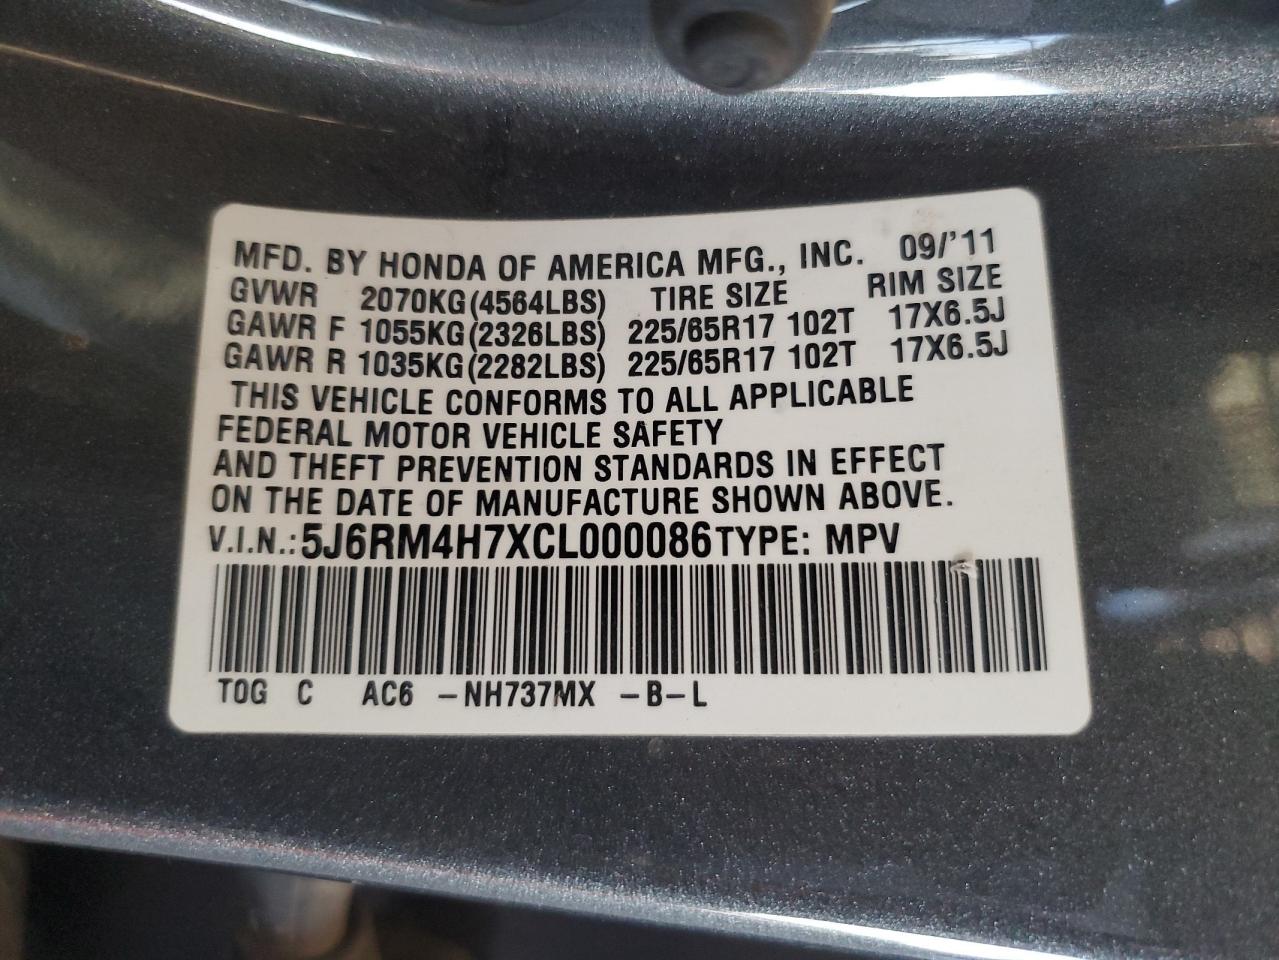 MFD. BY HONDA OF AMERICA MFG., INC. 09/'11
GVWR 2070KG(4564LBS) TIRE SIZE RIM SIZE
GAWR F 1055KG(2326LBS) 225/65R17 102T 17X6.5J
GAWR R 1035KG(2282LBS) 225/65R17 102T 17X6.5J
THIS VEHICLE CONFORMS TO ALL APPLICABLE
FEDERAL MOTOR VEHICLE SAFETY
AND THEFT PREVENTION STANDARDS IN EFFECT
ON THE DATE OF MANUFACTURE SHOWN ABOVE.
V.I.N.: 5J6RM4H7XCL000086 TYPE: MPV
TOG C AC6 -NH737MX -B-L